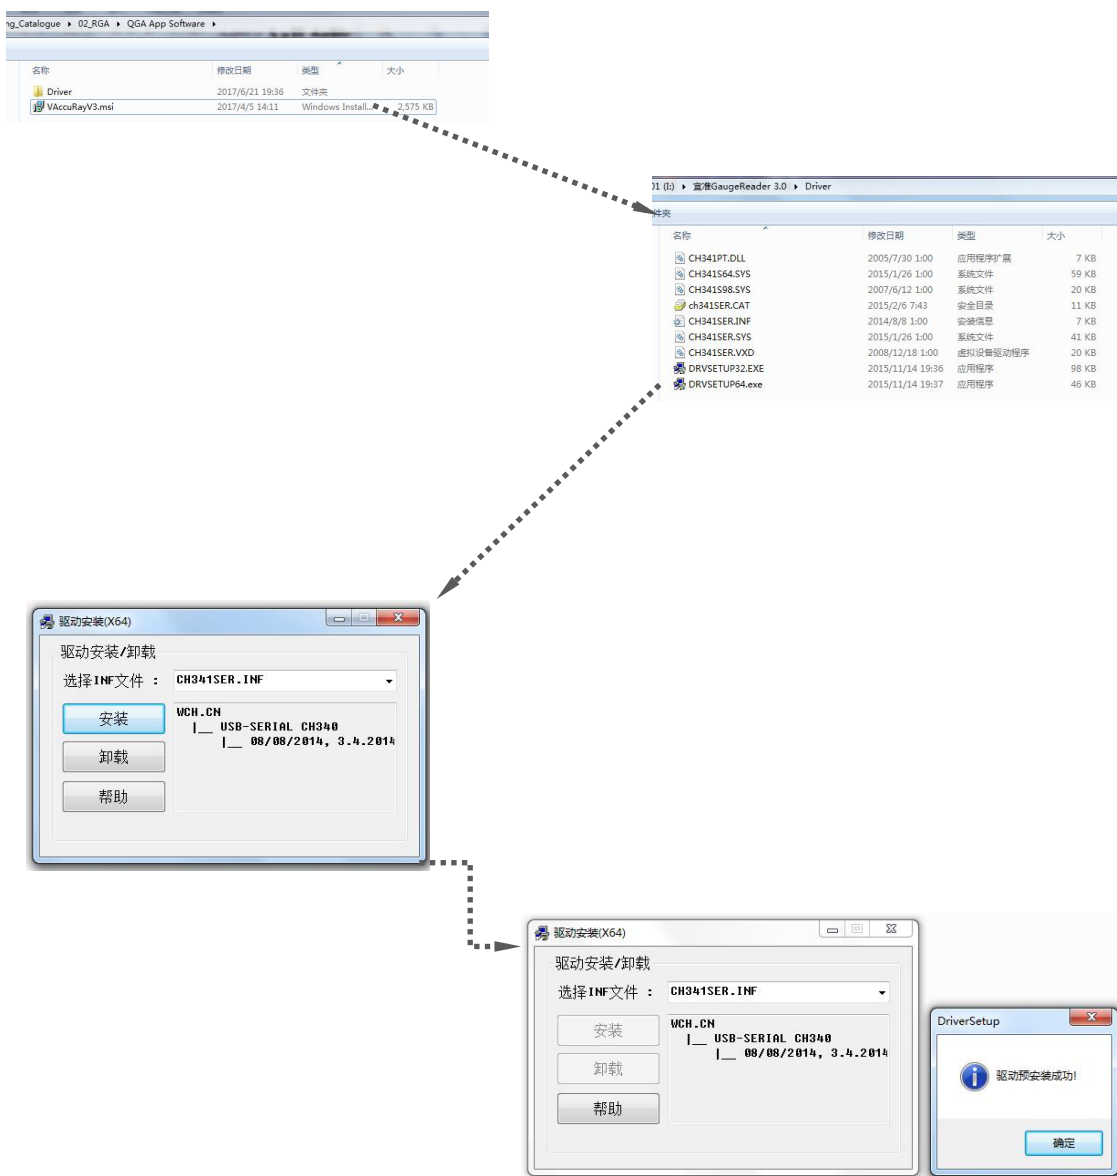 ng_Catalogue ▸ 02_RGA ▸ QGA App Software ▸
名称 修改日期 类型 大小
Driver 2017/6/21 19:36 文件夹
VAccuRayV3.msi 2017/4/5 14:11 Windows Install... 2,575 KB
01 (I:) ▸ 宜准GaugeReader 3.0 ▸ Driver
件夹
名称 修改日期 类型 大小
CH341PT.DLL 2005/7/30 1:00 应用程序扩展 7 KB
CH341S64.SYS 2015/1/26 1:00 系统文件 59 KB
CH341S98.SYS 2007/6/12 1:00 系统文件 20 KB
ch341SER.CAT 2015/2/6 7:43 安全目录 11 KB
CH341SER.INF 2014/8/8 1:00 安装信息 7 KB
CH341SER.SYS 2015/1/26 1:00 系统文件 41 KB
CH341SER.VXD 2008/12/18 1:00 虚拟设备驱动程序 20 KB
DRVSETUP32.EXE 2015/11/14 19:36 应用程序 98 KB
DRVSETUP64.exe 2015/11/14 19:37 应用程序 46 KB
驱动安装(X64)
驱动安装/卸载
选择INF文件 : CH341SER.INF
安装
卸载
帮助
WCH.CN
|__ USB-SERIAL CH340
|__ 08/08/2014, 3.4.2014
驱动安装(X64)
驱动安装/卸载
选择INF文件 : CH341SER.INF
安装
卸载
帮助
WCH.CN
|__ USB-SERIAL CH340
|__ 08/08/2014, 3.4.2014
DriverSetup
驱动预安装成功!
确定